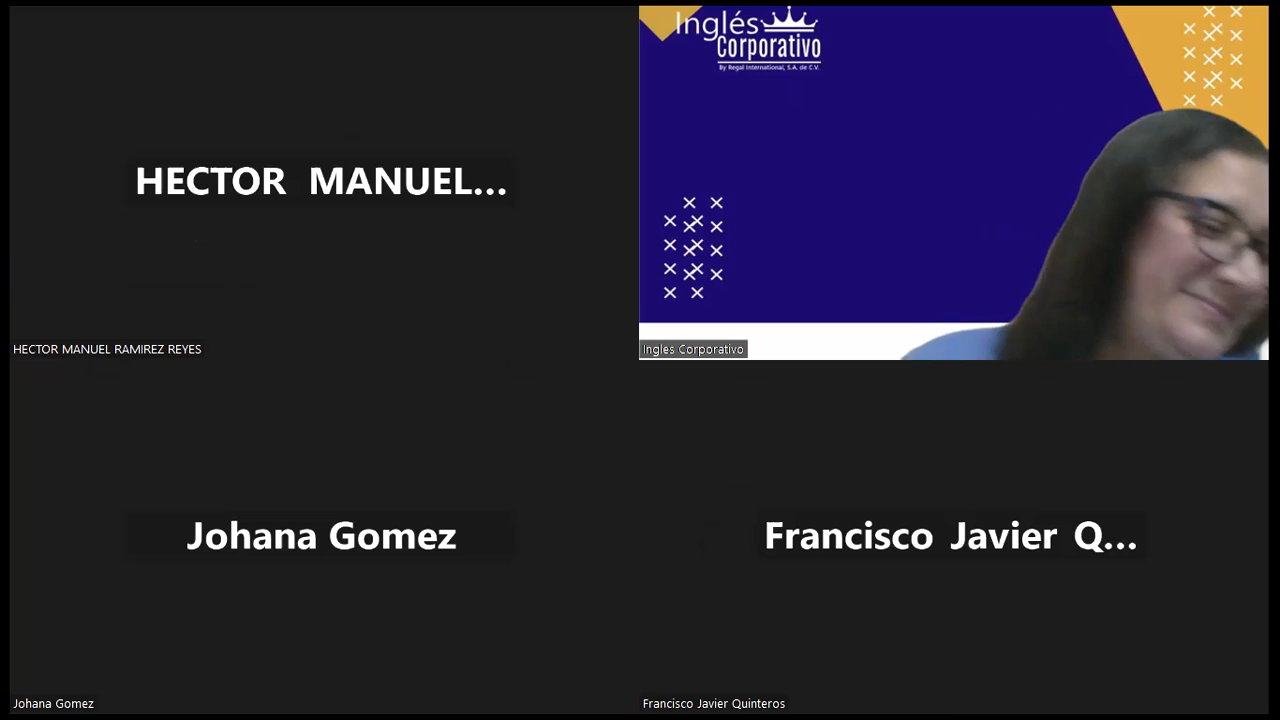 HECTOR MANUEL...
HECTOR MANUEL RAMIREZ REYES
Inglés
Corporativo
By Regal International, S.A. de C.V.
Ingles Corporativo
Johana Gomez
Johana Gomez
Francisco Javier Q...
Francisco Javier Quinteros